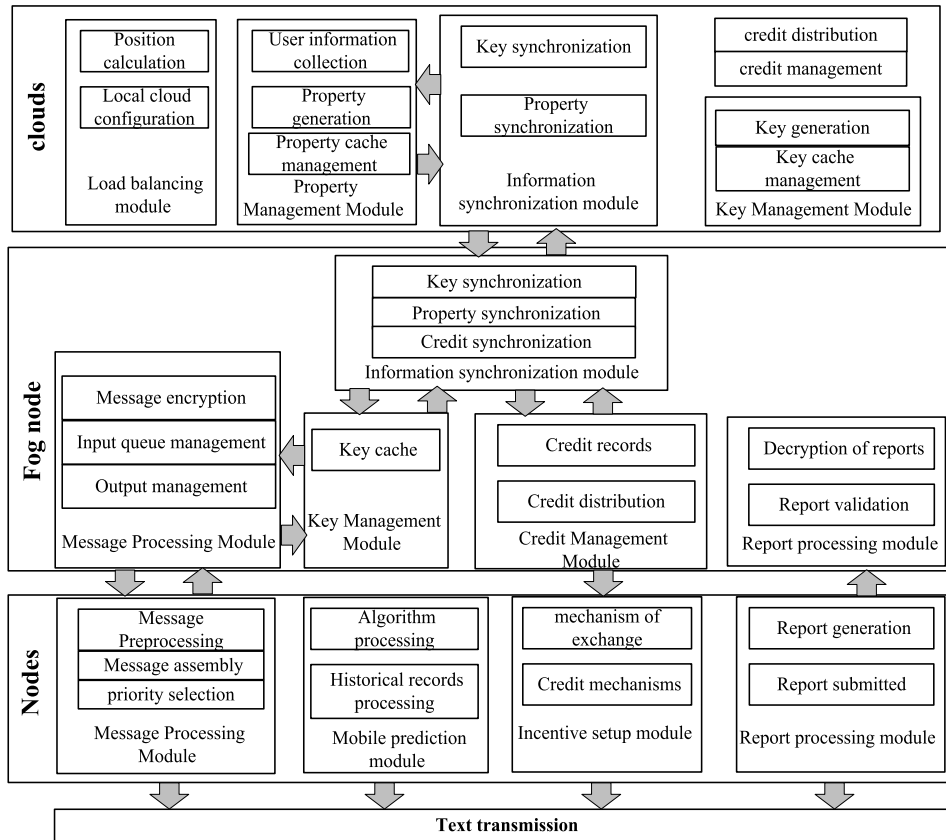 clouds
Position
calculation
Local cloud
configuration
Load balancing
module
User information
collection
Property
generation
Property cache
management
Property
Management Module
Key synchronization
Property
synchronization
Information
synchronization module
credit distribution
credit management
Key generation
Key cache
management
Key Management Module
Fog node
Key synchronization
Property synchronization
Credit synchronization
Information synchronization module
Message encryption
Input queue management
Output management
Message Processing Module
Key cache
Key Management
Module
Credit records
Credit distribution
Credit Management
Module
Decryption of reports
Report validation
Report processing module
Nodes
Message
Preprocessing
Message assembly
priority selection
Message Processing
Module
Algorithm
processing
Historical records
processing
Mobile prediction
module
mechanism of
exchange
Credit mechanisms
Incentive setup module
Report generation
Report submitted
Report processing module
Text transmission